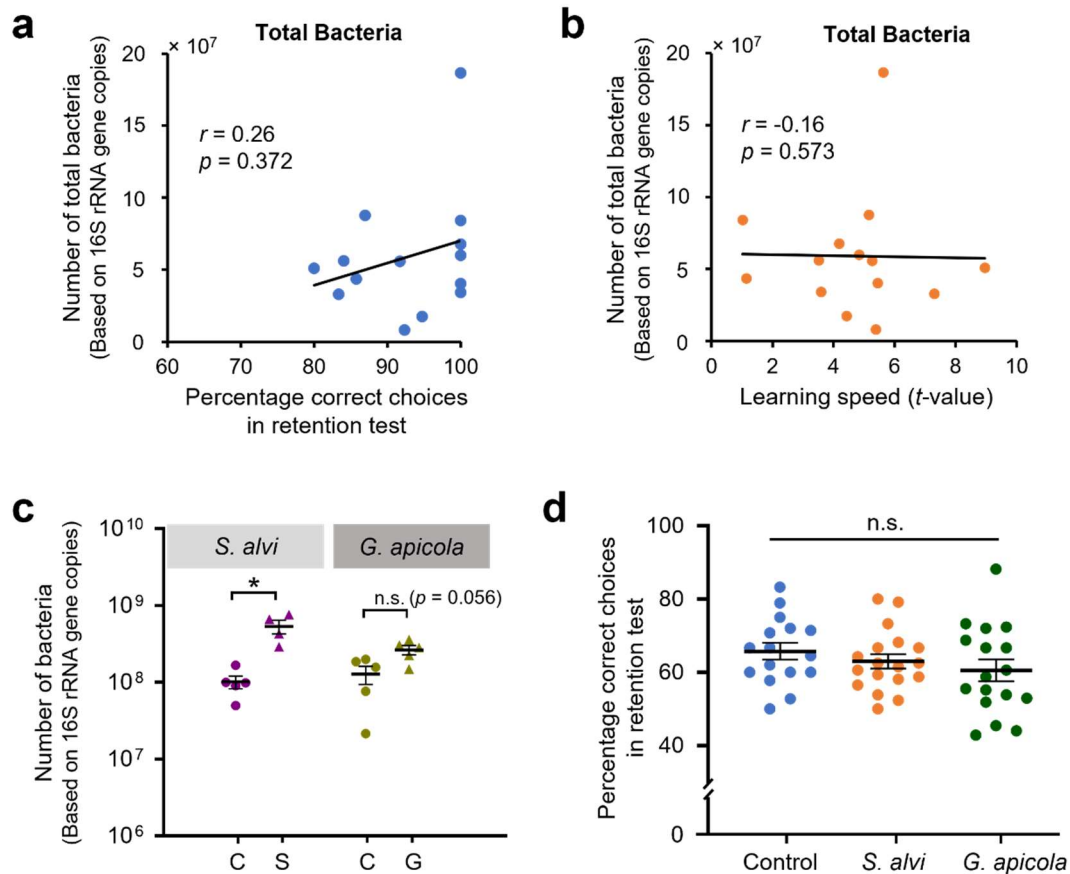 a
Total Bacteria
× 10⁷
Number of total bacteria
(Based on 16S rRNA gene copies)
20
15
10
5
0
r = 0.26
p = 0.372
60 70 80 90 100
Percentage correct choices
in retention test
b
Total Bacteria
× 10⁷
Number of total bacteria
(Based on 16S rRNA gene copies)
20
15
10
5
0
r = -0.16
p = 0.573
0 2 4 6 8 10
Learning speed (t-value)
c
Number of bacteria
(Based on 16S rRNA gene copies)
10¹⁰
10⁹
10⁸
10⁷
10⁶
S. alvi G. apicola
*
n.s. (p = 0.056)
C S C G
d
Percentage correct choices
in retention test
100
80
60
40
0
n.s.
Control S. alvi G. apicola